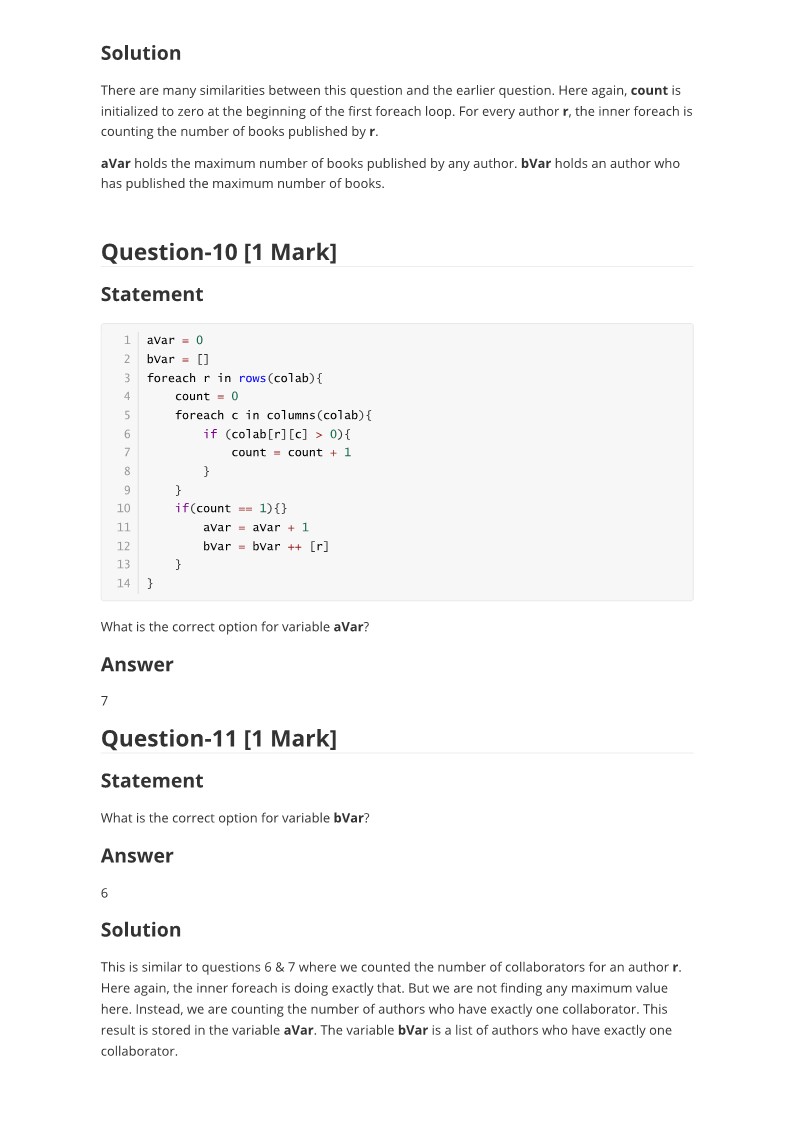 Solution
There are many similarities between this question and the earlier question. Here again, count is
initialized to zero at the beginning of the first foreach loop. For every author r, the inner foreach is
counting the number of books published by r.
aVar holds the maximum number of books published by any author. bVar holds an author who
has published the maximum number of books.
Question-10 [1 Mark]
Statement
1 aVar = 0
2 bVar = []
3 foreach r in rows(colab){
4     count = 0
5     foreach c in columns(colab){
6         if (colab[r][c] > 0){
7             count = count + 1
8         }
9     }
10     if(count == 1){}
11         aVar = aVar + 1
12         bVar = bVar ++ [r]
13     }
14 }
What is the correct option for variable aVar?
Answer
7
Question-11 [1 Mark]
Statement
What is the correct option for variable bVar?
Answer
6
Solution
This is similar to questions 6 & 7 where we counted the number of collaborators for an author r.
Here again, the inner foreach is doing exactly that. But we are not finding any maximum value
here. Instead, we are counting the number of authors who have exactly one collaborator. This
result is stored in the variable aVar. The variable bVar is a list of authors who have exactly one
collaborator.